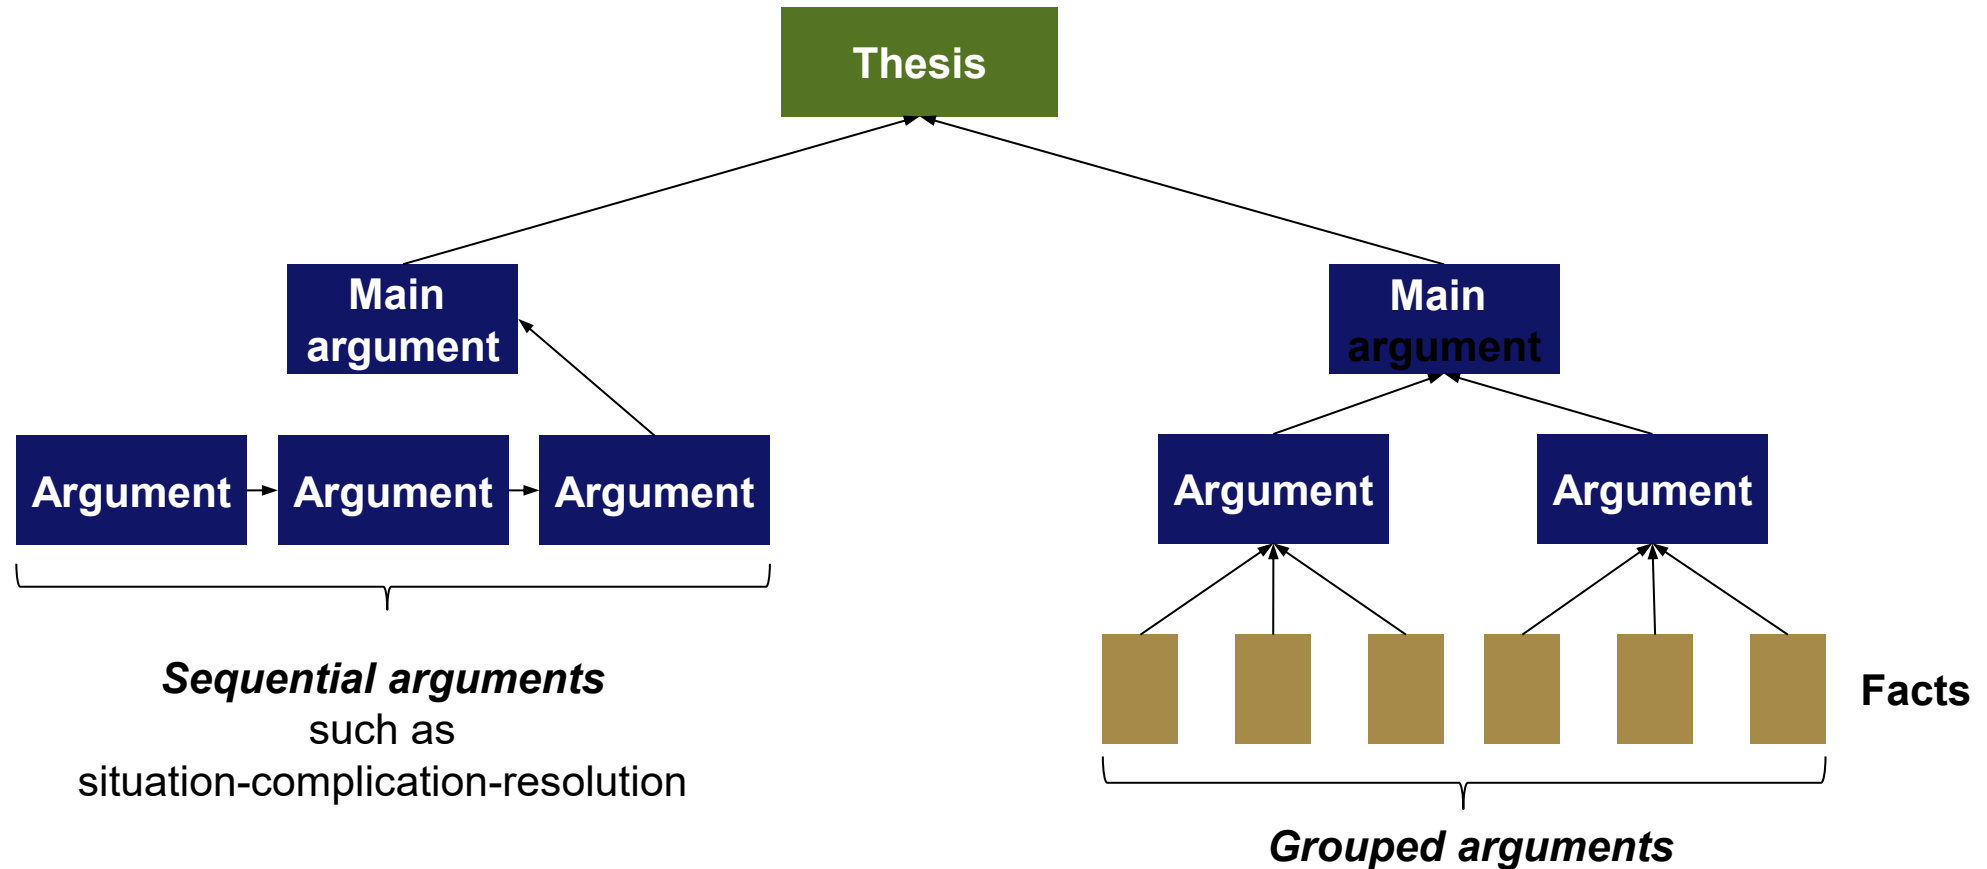 Thesis
Main
argument
Main
argument
Argument
Argument
Argument
Argument
Argument
Sequential arguments
such as
situation-complication-resolution
Facts
Grouped arguments